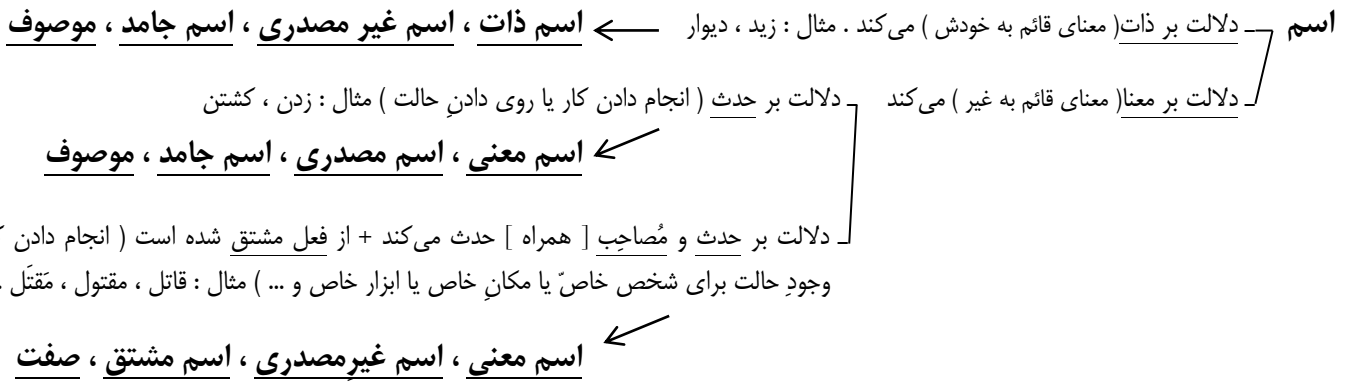 اسم دلالت بر ذات( معنای قائم به خودش ) می‌کند . مثال : زید ، دیوار اسم ذات ، اسم غیر مصدری ، اسم جامد ، موصوف
دلالت بر معنا( معنای قائم به غیر ) می‌کند دلالت بر حدث ( انجام دادن کار یا روی دادنِ حالت ) مثال : زدن ، کشتن
اسم معنی ، اسم مصدری ، اسم جامد ، موصوف
دلالت بر حدث و مُصاحِب [ همراه ] حدث می‌کند + از فعل مشتق شده است ( انجام دادن
وجودِ حالت برای شخص خاصّ یا مکانِ خاص یا ابزار خاص و ... ) مثال : قاتل ، مقتول ، مَقتَل .
اسم معنی ، اسم غیرِمصدری ، اسم مشتق ، صفت